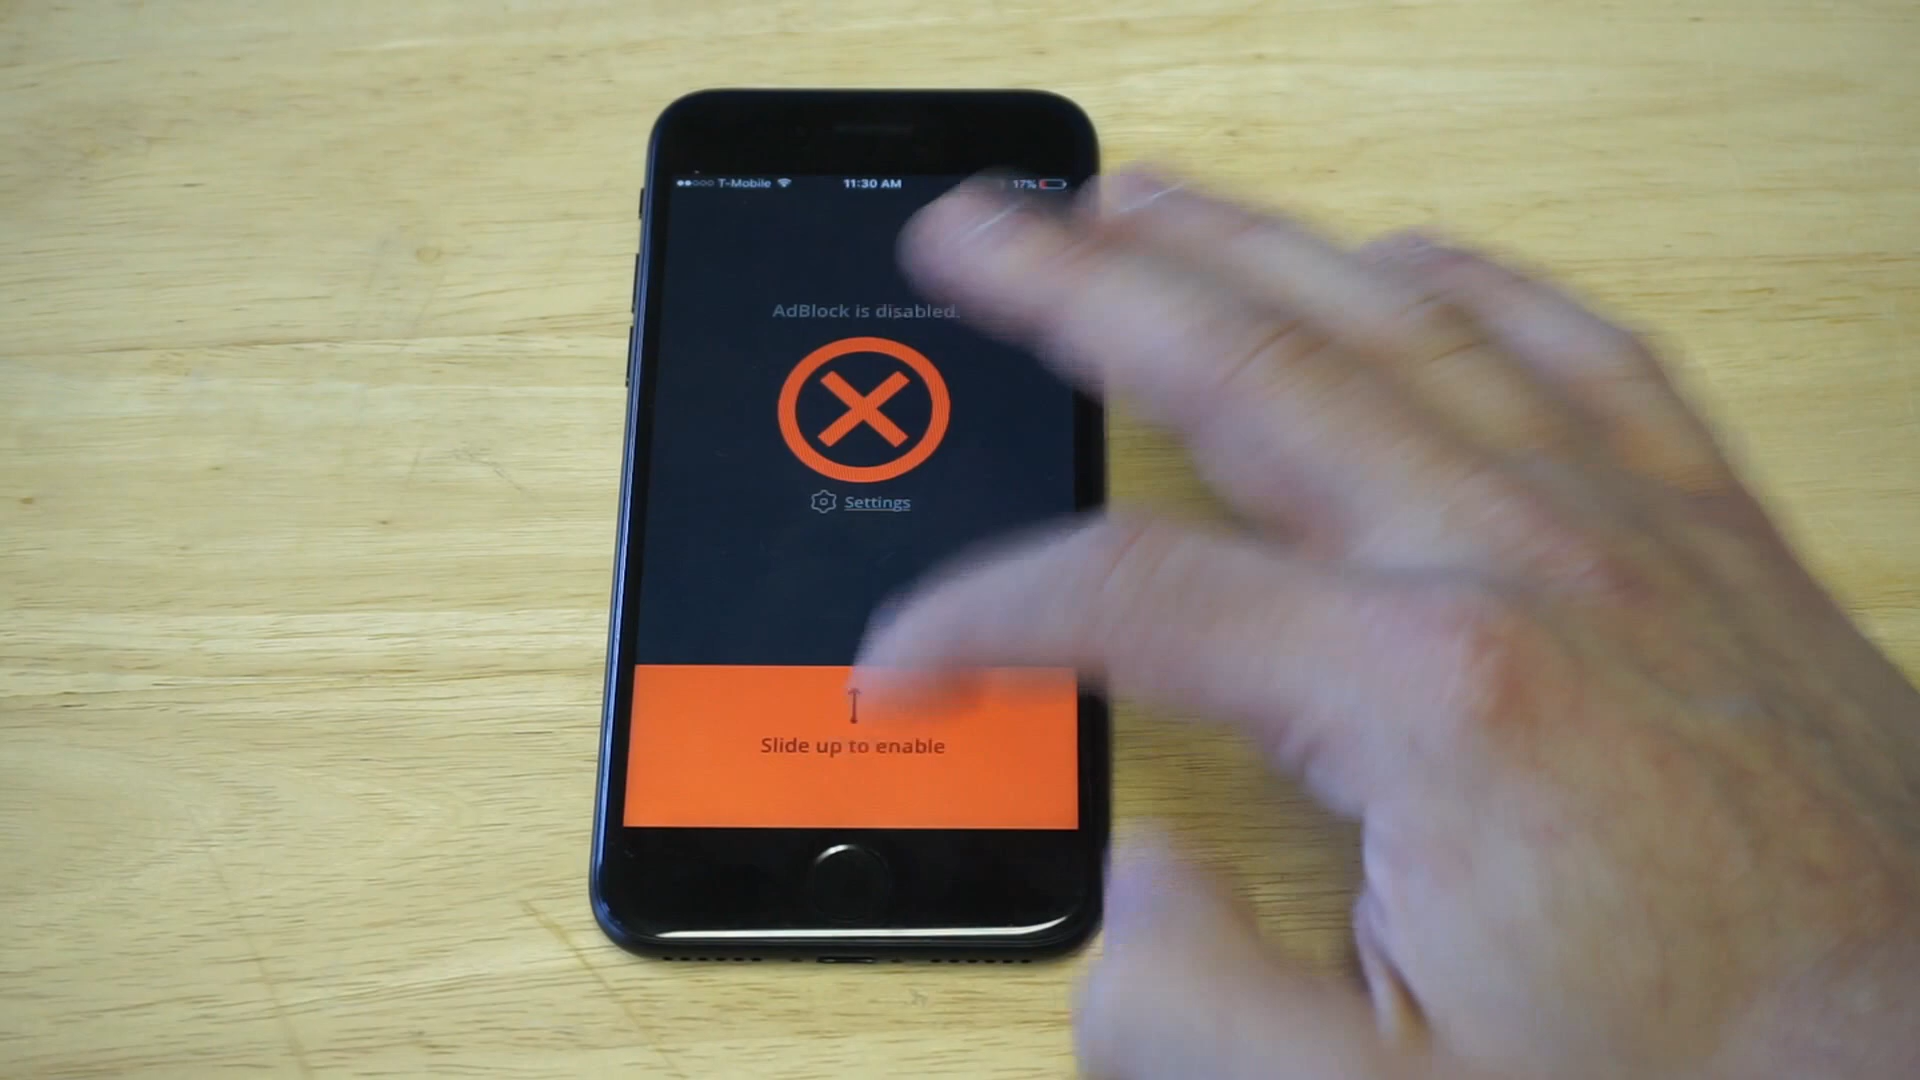 T-Mobile 11:30 AM 17%
AdBlock is disabled.
Settings
Slide up to enable